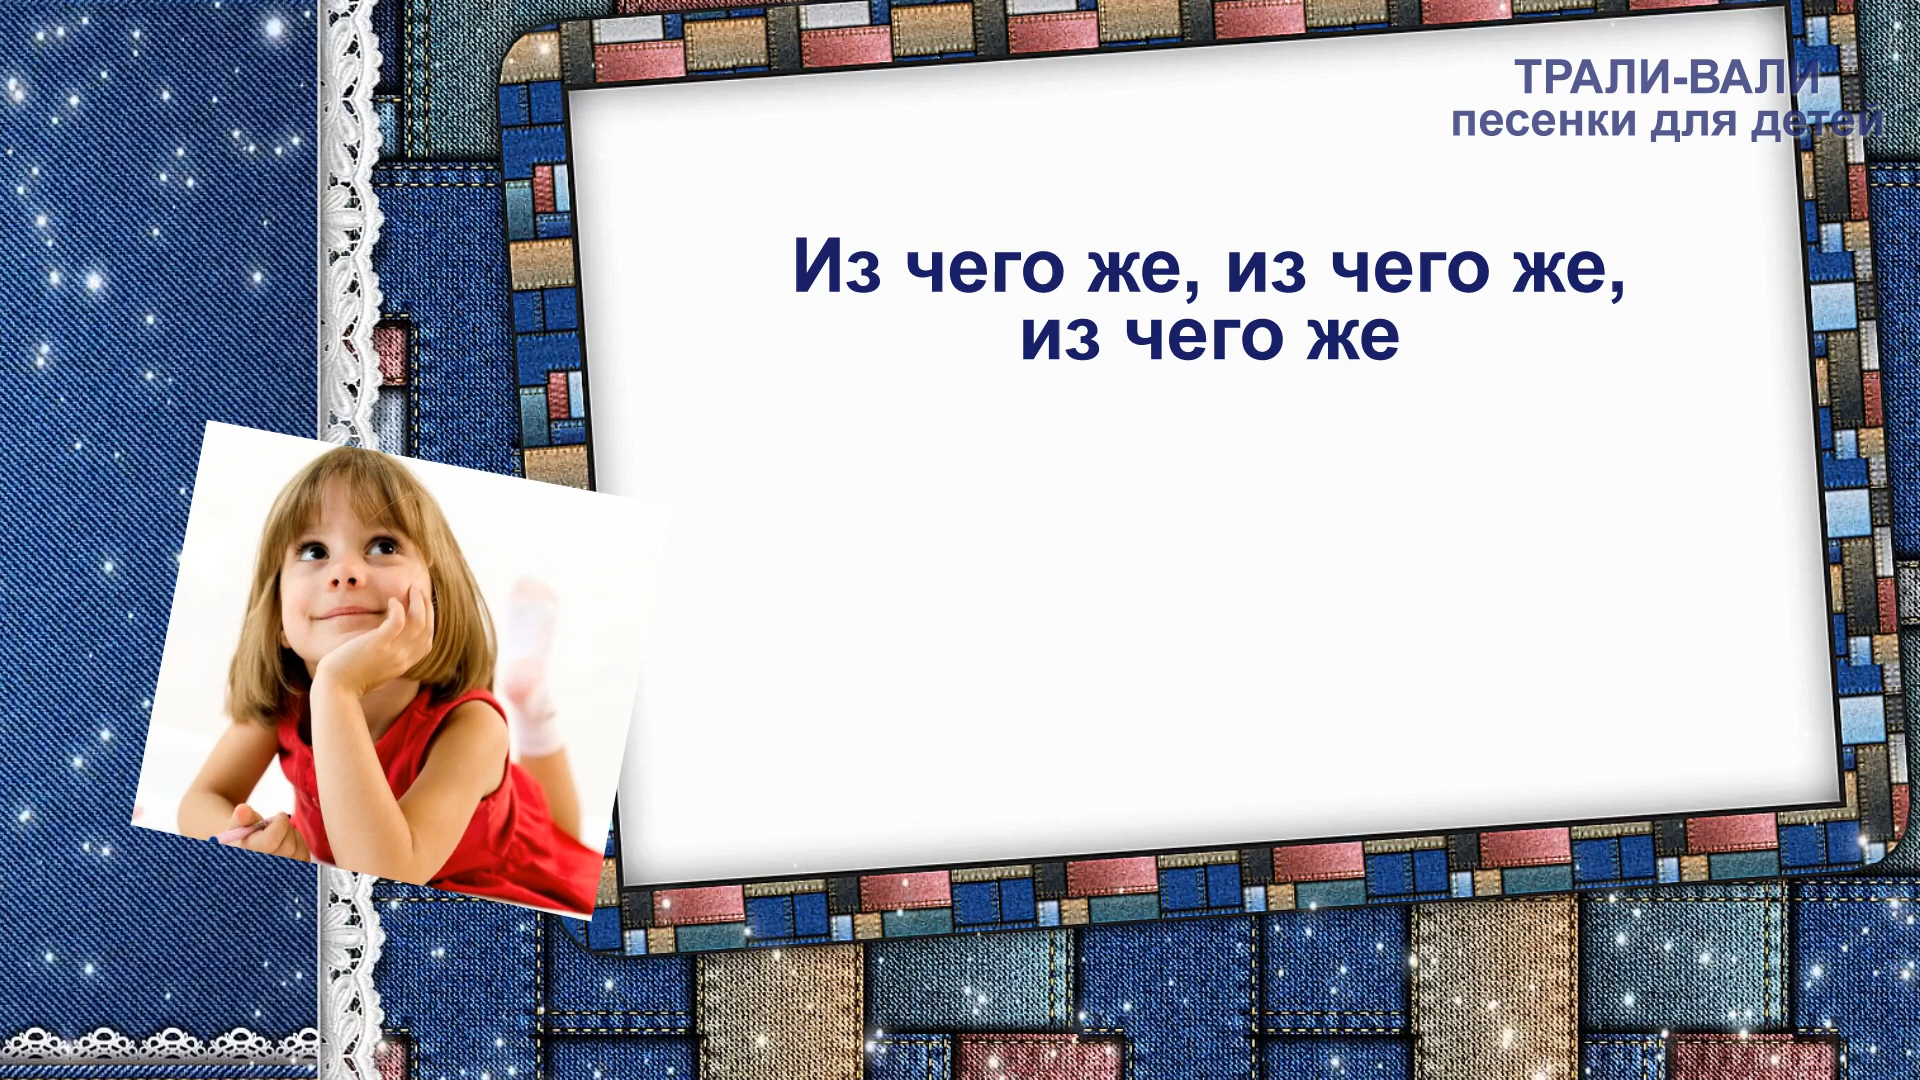 ТРАЛИ-ВАЛИ
песенки для детей
Из чего же, из чего же,
из чего же